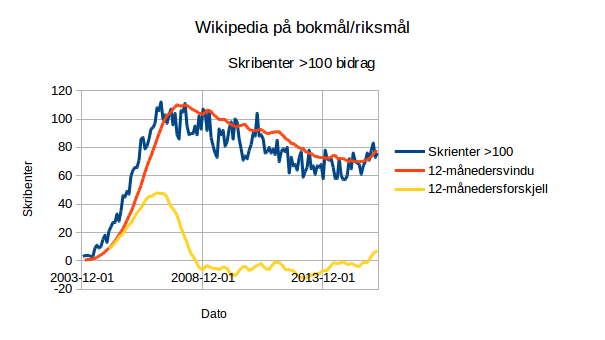 Wikipedia på bokmål/riksmål
Skribenter >100 bidrag
120
100
80
60
40
20
0
-20
2003-12-01
2008-12-01
2013-12-01
Skribenter
Dato
Skrienter >100
12-månedersvindu
12-månedersforskjell